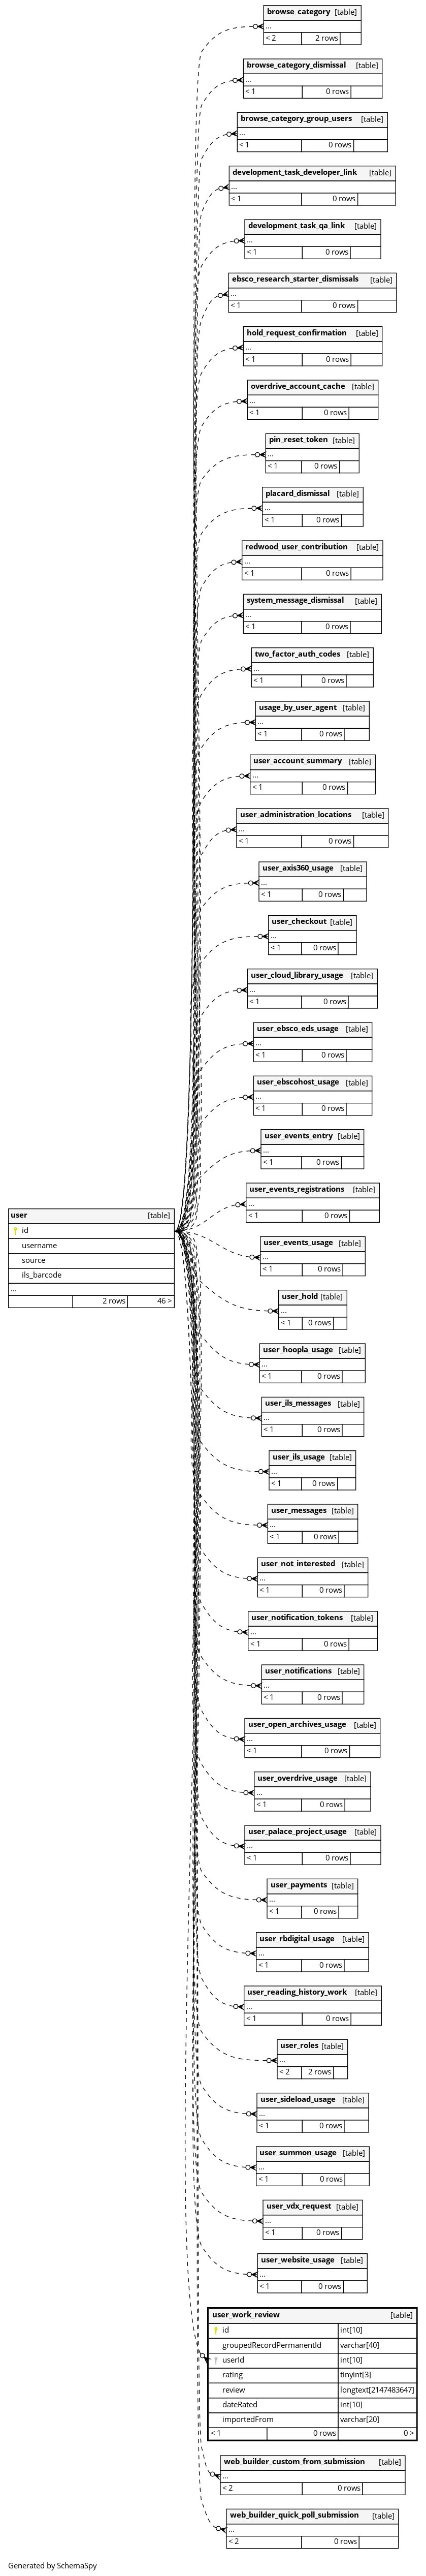 browse_category [table]
...
< 2 2 rows
browse_category_dismissal [table]
...
< 1 0 rows
browse_category_group_users [table]
...
< 1 0 rows
development_task_developer_link [table]
...
< 1 0 rows
development_task_qa_link [table]
...
< 1 0 rows
ebsco_research_starter_dismissals [table]
...
< 1 0 rows
hold_request_confirmation [table]
...
< 1 0 rows
overdrive_account_cache [table]
...
< 1 0 rows
pin_reset_token [table]
...
< 1 0 rows
placard_dismissal [table]
...
< 1 0 rows
redwood_user_contribution [table]
...
< 1 0 rows
system_message_dismissal [table]
...
< 1 0 rows
two_factor_auth_codes [table]
...
< 1 0 rows
usage_by_user_agent [table]
...
< 1 0 rows
user_account_summary [table]
...
< 1 0 rows
user_administration_locations [table]
...
< 1 0 rows
user_axis360_usage [table]
...
< 1 0 rows
user_checkout [table]
...
< 1 0 rows
user_cloud_library_usage [table]
...
< 1 0 rows
user_ebsco_eds_usage [table]
...
< 1 0 rows
user_ebscohost_usage [table]
...
< 1 0 rows
user_events_entry [table]
...
< 1 0 rows
user_events_registrations [table]
...
< 1 0 rows
user [table]
id
username
source
ils_barcode
...
2 rows 46 >
user_events_usage [table]
...
< 1 0 rows
user_hold [table]
...
< 1 0 rows
user_hoopla_usage [table]
...
< 1 0 rows
user_ils_messages [table]
...
< 1 0 rows
user_ils_usage [table]
...
< 1 0 rows
user_messages [table]
...
< 1 0 rows
user_not_interested [table]
...
< 1 0 rows
user_notification_tokens [table]
...
< 1 0 rows
user_notifications [table]
...
< 1 0 rows
user_open_archives_usage [table]
...
< 1 0 rows
user_overdrive_usage [table]
...
< 1 0 rows
user_palace_project_usage [table]
...
< 1 0 rows
user_payments [table]
...
< 1 0 rows
user_rbdigital_usage [table]
...
< 1 0 rows
user_reading_history_work [table]
...
< 1 0 rows
user_roles [table]
...
< 2 2 rows
user_sideload_usage [table]
...
< 1 0 rows
user_summon_usage [table]
...
< 1 0 rows
user_vdx_request [table]
...
< 1 0 rows
user_website_usage [table]
...
< 1 0 rows
user_work_review [table]
id int[10]
groupedRecordPermanentId varchar[40]
userId int[10]
rating tinyint[3]
review longtext[2147483647]
dateRated int[10]
importedFrom varchar[20]
< 1 0 rows 0 >
web_builder_custom_from_submission [table]
...
< 2 0 rows
web_builder_quick_poll_submission [table]
...
< 2 0 rows
Generated by SchemaSpy